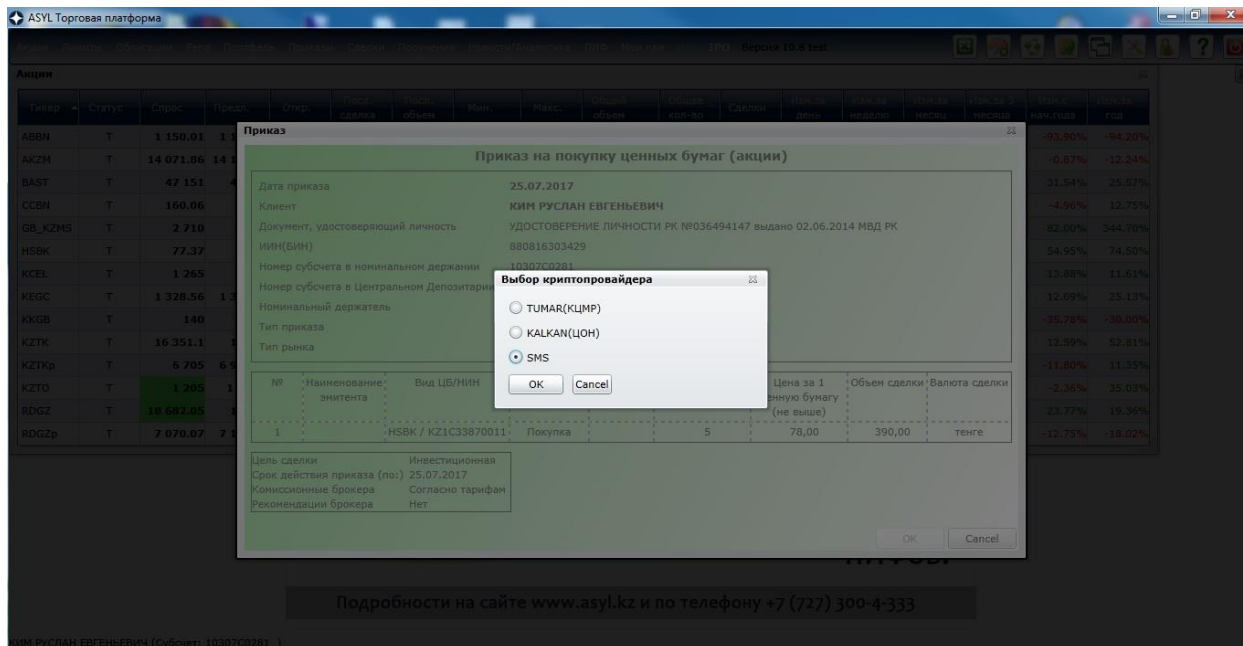 ASYL Торговая платформа
Акции Валюты Облигации Репо Портфель Приказы Сделки Поручения Новости/Аналитика ПИФ IPO Версия 10.8 test
Акции
Тикер Статус Спрос Предл. Откр. Посл. сделка Посл. объем Мин. Макс. Общий объем Общее кол-во Сделки Изм.за день Изм.за неделю Изм.за месяц Изм.за 3 месяца Изм.с нач.года Изм.за год
ABBN T 1 150.01 -93.90% -94.20%
AKZM T 14 071.86 -0.87% -12.24%
BAST T 47 151 31.54% 25.57%
CCBN T 160.06 -4.96% 12.75%
GB_KZMS T 2 710 82.00% 344.70%
HSBK T 77.37 54.95% 74.50%
KCEL T 1 265 13.88% 11.61%
KEGC T 1 328.56 12.09% 25.13%
KKGB T 140 -35.78% -30.00%
KZTK T 16 351.1 12.59% 52.81%
KZTKp T 6 705 -11.80% 11.55%
KZTO T 1 205 -2.36% 35.03%
RDGZ T 18 682.05 23.77% 19.36%
RDGZp T 7 070.07 -12.75% -18.02%
Приказ
Приказ на покупку ценных бумаг (акции)
Дата приказа 25.07.2017
Клиент КИМ РУСЛАН ЕВГЕНЬЕВИЧ
Документ, удостоверяющий личность УДОСТОВЕРЕНИЕ ЛИЧНОСТИ РК №036494147 выдано 02.06.2014 МВД РК
ИИН(БИН) 880816303429
Номер субсчета в номинальном держании 10307C0281
Номер субсчета в Центральном Депозитарии
Номинальный держатель
Тип приказа
Тип рынка
Выбор криптопровайдера
TUMAR(КЦМР)
KALKAN(ЦОН)
SMS
OK Cancel
№ Наименование эмитента Вид ЦБ/НИН Цена за 1 ценную бумагу (не выше) Объем сделки Валюта сделки
1 HSBK / KZ1C33870011 Покупка 5 78,00 390,00 тенге
Цель сделки Инвестиционная
Срок действия приказа (по:) 25.07.2017
Комиссионные брокера Согласно тарифам
Рекомендации брокера Нет
OK Cancel
Подробности на сайте www.asyl.kz и по телефону +7 (727) 300-4-333
КИМ РУСЛАН ЕВГЕНЬЕВИЧ (Субсчет: 10307C0281 )